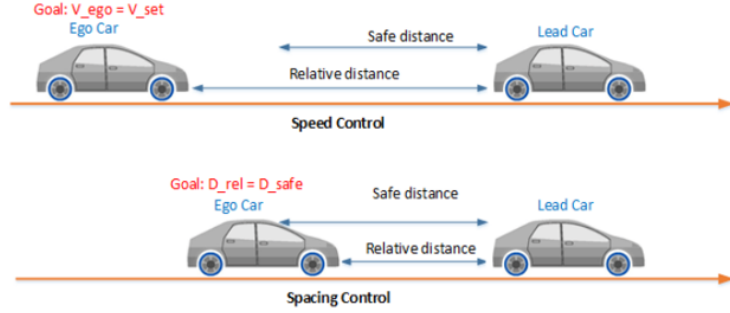 Goal: V_ego = V_set
Ego Car
Safe distance
Lead Car
Relative distance
Speed Control
Goal: D_rel = D_safe
Ego Car
Safe distance
Lead Car
Relative distance
Spacing Control